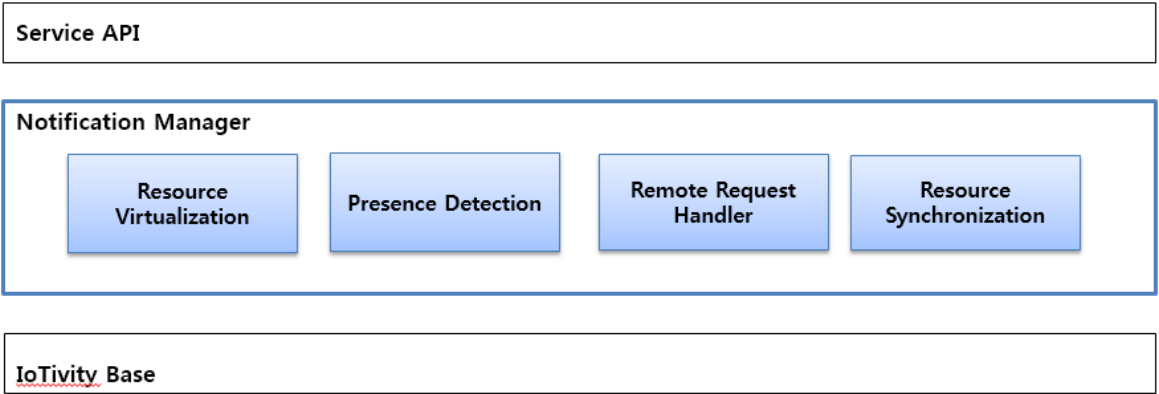 Service API
Notification Manager
Resource
Virtualization
Presence Detection
Remote Request
Handler
Resource
Synchronization
IoTivity Base